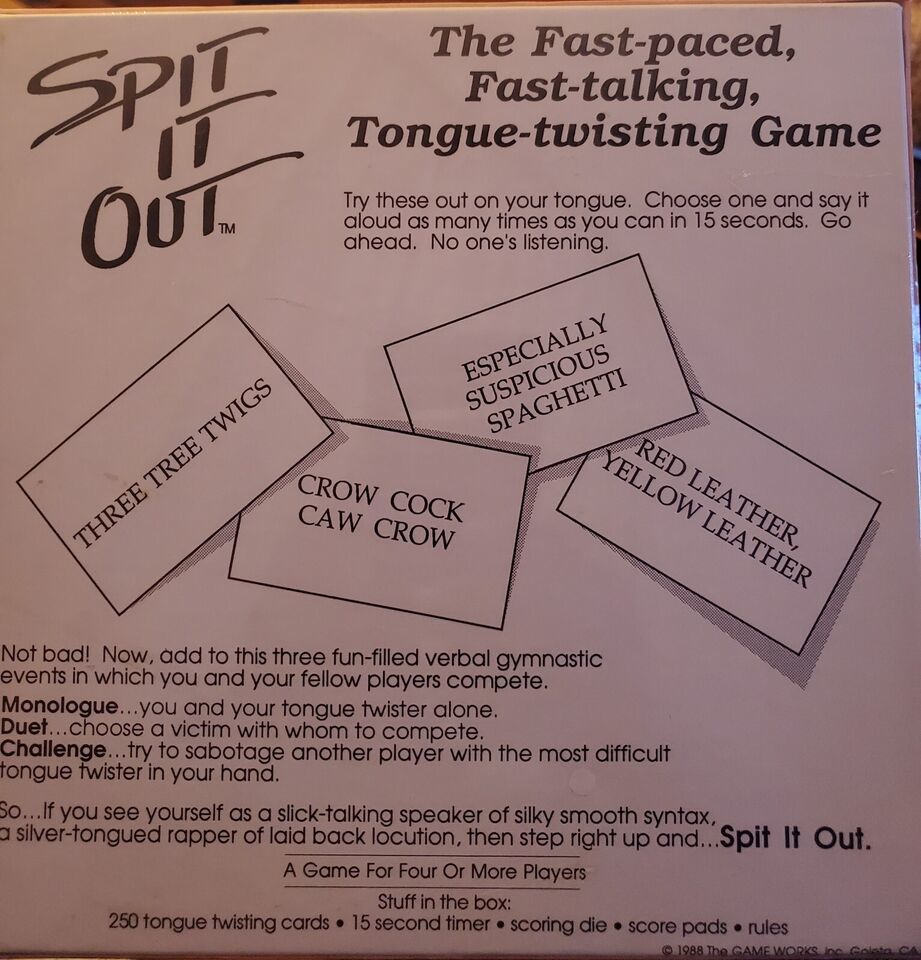 SPIT
IT
OUT™
The Fast-paced,
Fast-talking,
Tongue-twisting Game
Try these out on your tongue. Choose one and say it
aloud as many times as you can in 15 seconds. Go
ahead. No one's listening.
THREE TREE TWIGS
CROW COCK
CAW CROW
ESPECIALLY
SUSPICIOUS
SPAGHETTI
RED LEATHER,
YELLOW LEATHER
Not bad! Now, add to this three fun-filled verbal gymnastic
events in which you and your fellow players compete.
Monologue...you and your tongue twister alone.
Duet...choose a victim with whom to compete.
Challenge...try to sabotage another player with the most difficult
tongue twister in your hand.
So...If you see yourself as a slick-talking speaker of silky smooth syntax,
a silver-tongued rapper of laid back locution, then step right up and...Spit It Out.
A Game For Four Or More Players
Stuff in the box:
250 tongue twisting cards • 15 second timer • scoring die • score pads • rules
© 1988 The GAME WORKS, Inc. Goleta, CA